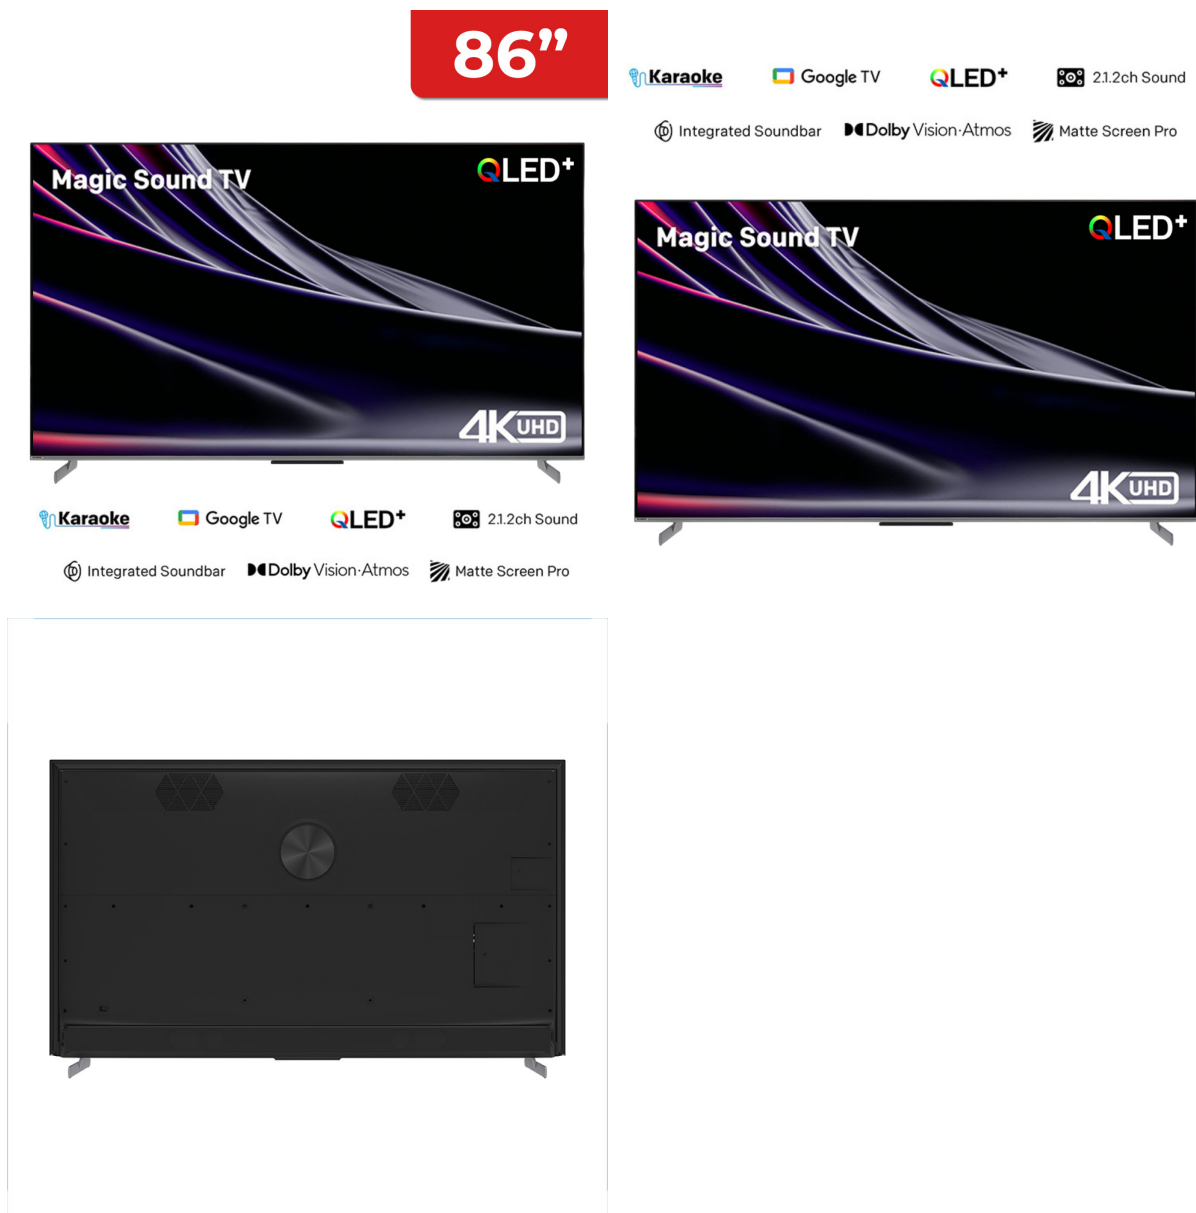 86”
Magic Sound TV
QLED+
4K UHD
Karaoke
Google TV
QLED+
2.1.2ch Sound
Integrated Soundbar
Dolby Vision·Atmos
Matte Screen Pro
Karaoke
Google TV
QLED+
2.1.2ch Sound
Integrated Soundbar
Dolby Vision·Atmos
Matte Screen Pro
Magic Sound TV
QLED+
4K UHD